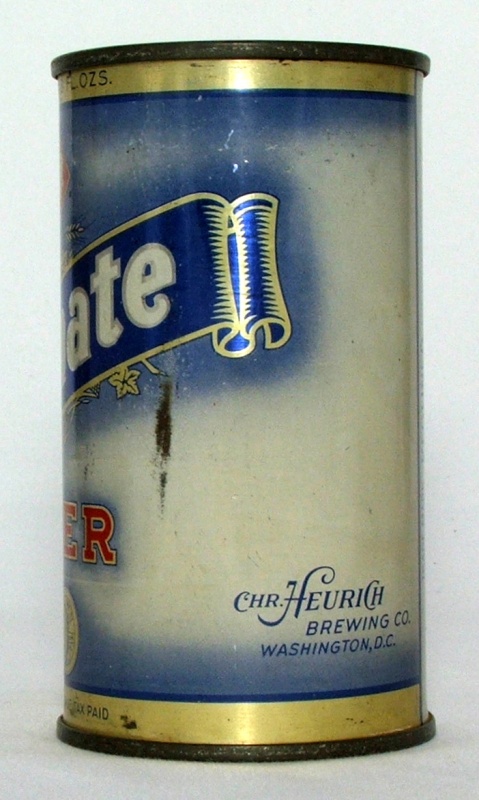 FL. OZS.
ate
ER
CHR. HEURICH
BREWING CO.
WASHINGTON, D.C.
TAX PAID